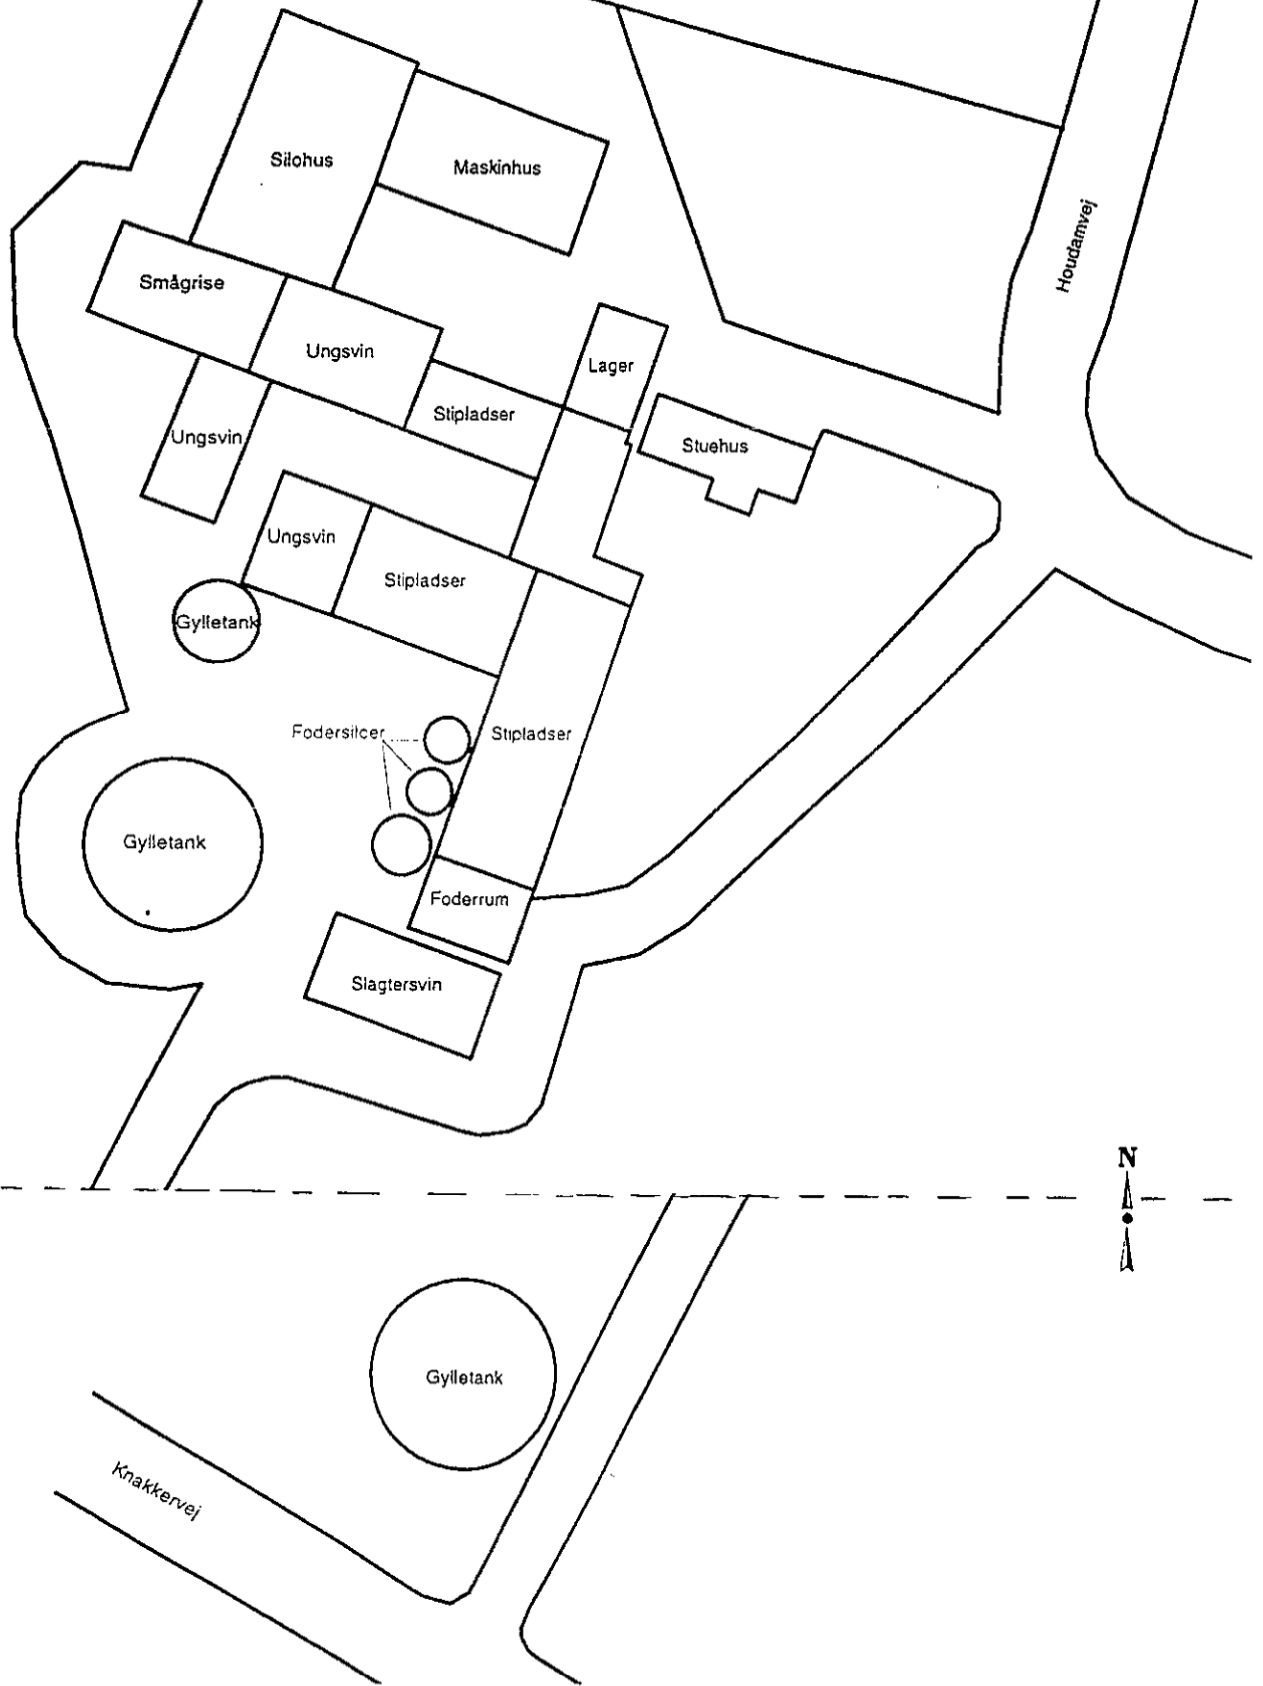 Silohus
Maskinhus
Houdamvej
Smågrise
Ungsvin
Lager
Stipladser
Ungsvin
Stuehus
Ungsvin
Stipladser
Gylletank
Fodersilcer
Stipladser
Gylletank
Foderrum
Slagtersvin
N
Gylletank
Knakkervej